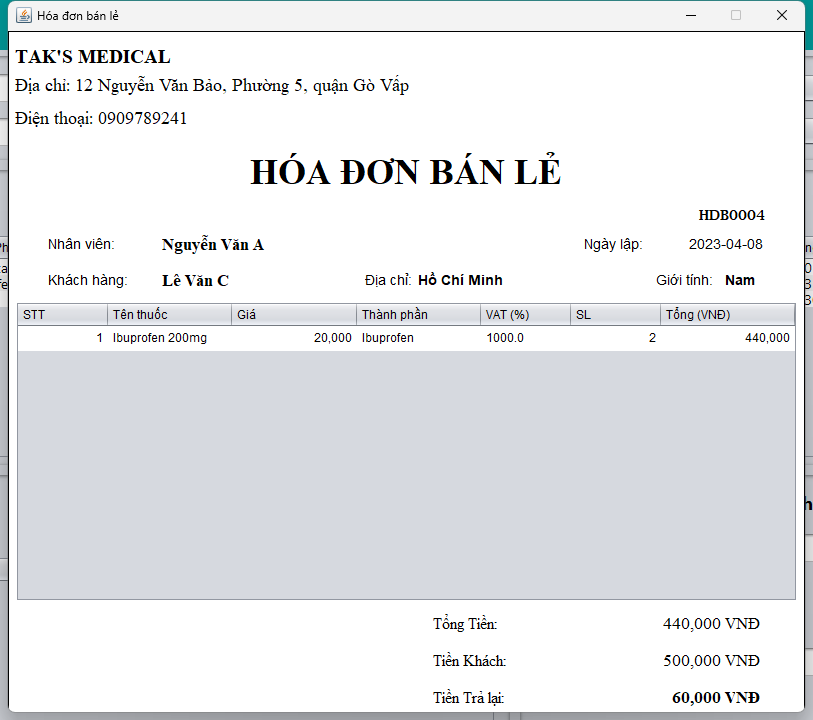 Hóa đơn bán lẻ
TAK'S MEDICAL
Địa chỉ: 12 Nguyễn Văn Bảo, Phường 5, quận Gò Vấp
Điện thoại: 0909789241
HÓA ĐƠN BÁN LẺ
HDB0004
Nhân viên: Nguyễn Văn A Ngày lập: 2023-04-08
Khách hàng: Lê Văn C Địa chỉ: Hồ Chí Minh Giới tính: Nam
STT Tên thuốc Giá Thành phần VAT (%) SL Tổng (VNĐ)
1 Ibuprofen 200mg 20,000 Ibuprofen 1000.0 2 440,000
Tổng Tiền: 440,000 VNĐ
Tiền Khách: 500,000 VNĐ
Tiền Trả lại: 60,000 VNĐ